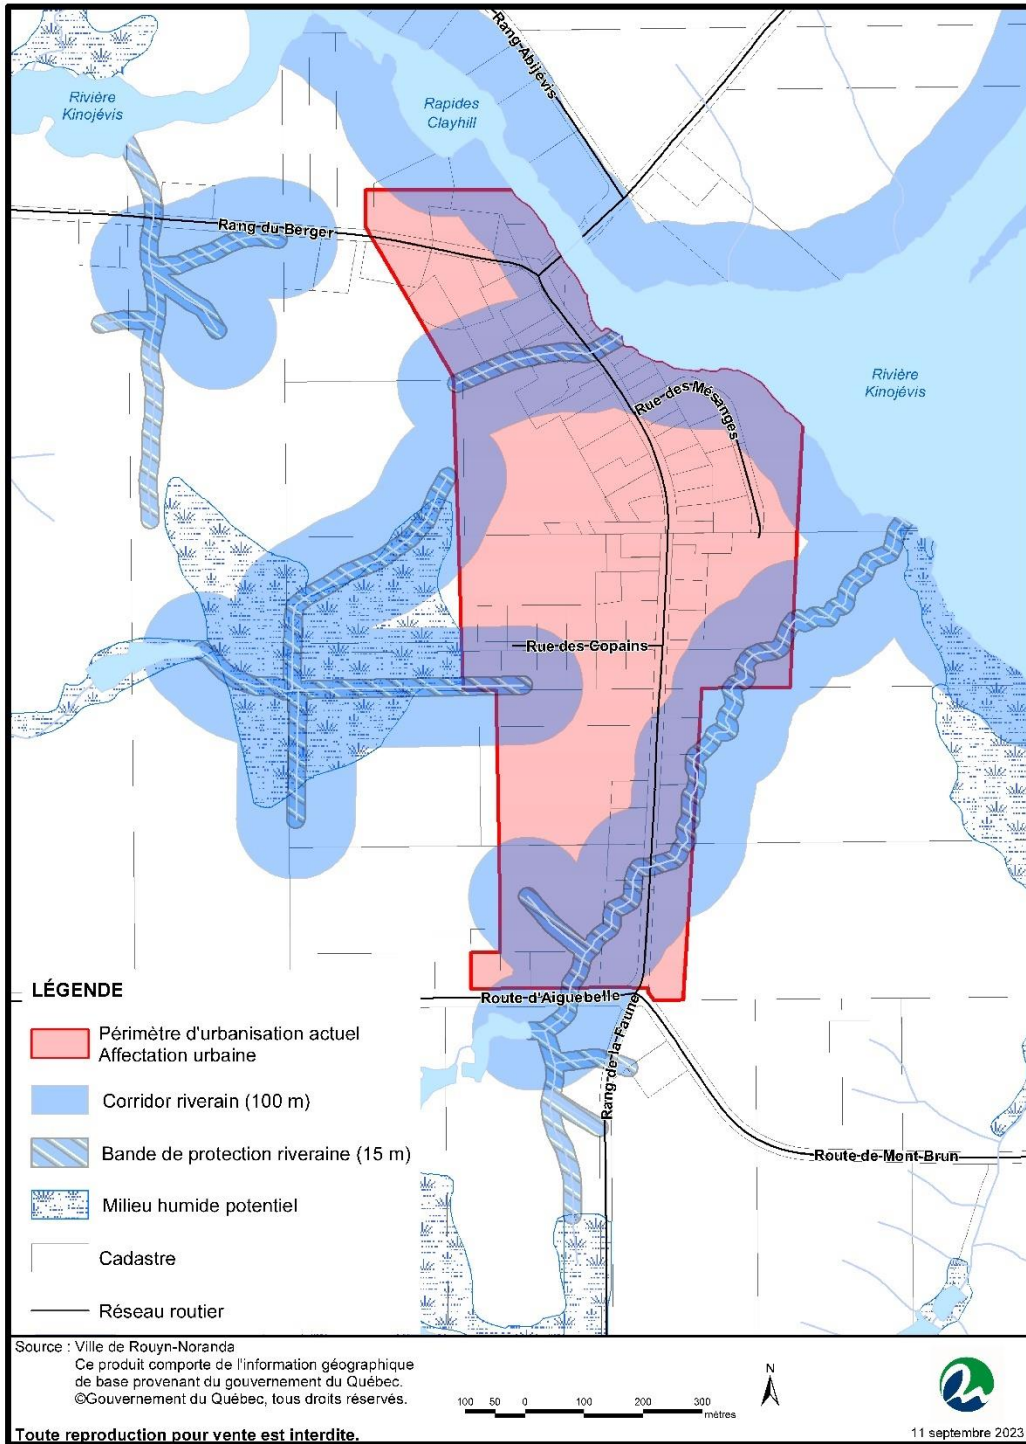 Rang-Abijévis
Rivière
Kinojévis
Rapides
Clayhill
Rang du Berger
Rivière
Kinojévis
Rue des Mésanges
Rue des Copains
LÉGENDE
Périmètre d'urbanisation actuel
Affectation urbaine
Corridor riverain (100 m)
Bande de protection riveraine (15 m)
Milieu humide potentiel
Cadastre
Réseau routier
Route d'Aiguebelle
Rang-de-la-Faune
Route-de-Mont-Brun
Source : Ville de Rouyn-Noranda
Ce produit comporte de l'information géographique
de base provenant du gouvernement du Québec.
©Gouvernement du Québec, tous droits réservés.
Toute reproduction pour vente est interdite.
100 50 0 100 200 300
mètres
N
11 septembre 2023